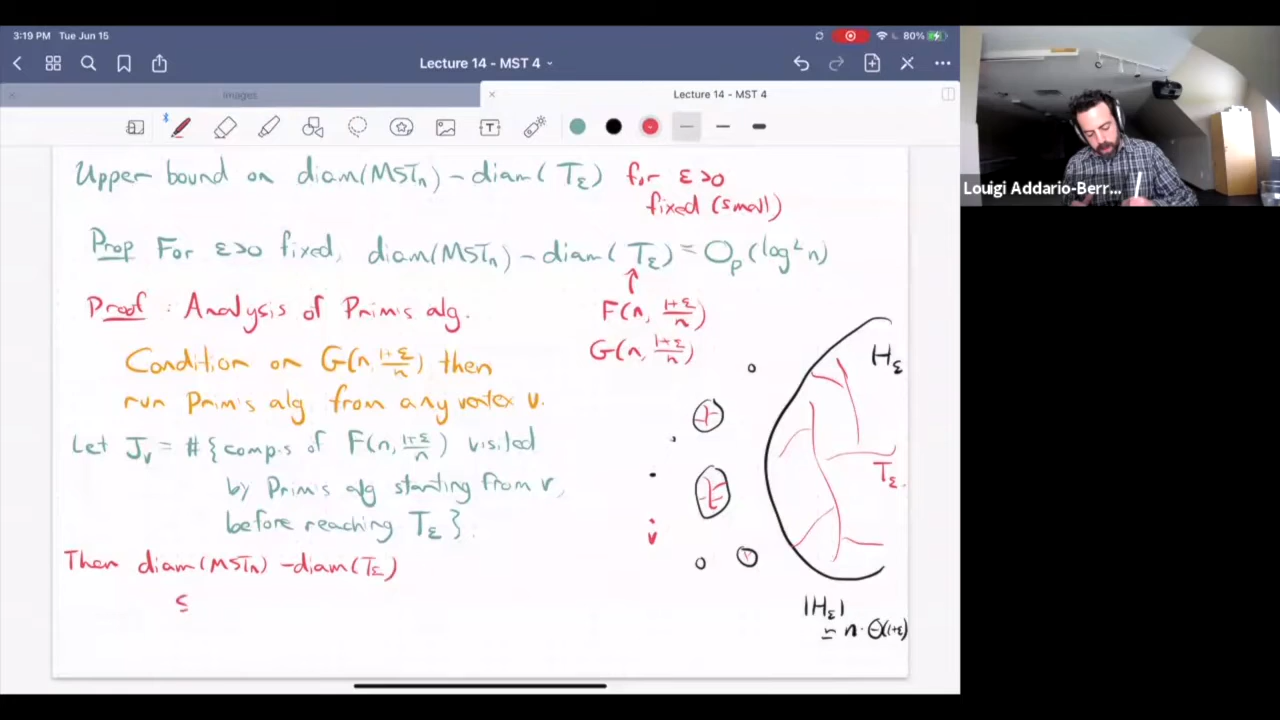 3:19 PM Tue Jun 15
80%
Lecture 14 - MST 4
Images
Lecture 14 - MST 4
Louigi Addario-Berr...
Upper bound on diam(MSTn) - diam(Tε) for ε>0
fixed (small)
Prop For ε>0 fixed, diam(MSTn) - diam(Tε) = Op(log²n)
Proof: Analysis of Prim's alg.
F(n, 1+ε/n)
G(n, 1+ε/n)
Condition on G(n, 1+ε/n) then
run Prim's alg from any vertex v.
Let Jv = #{comp.s of F(n, 1+ε/n) visited
by Prim's alg starting from v,
before reaching Tε}.
Then diam(MSTn) - diam(Tε)
≤
Hε
Tε
v
|Hε|
≃ n·Θ(1+ε)